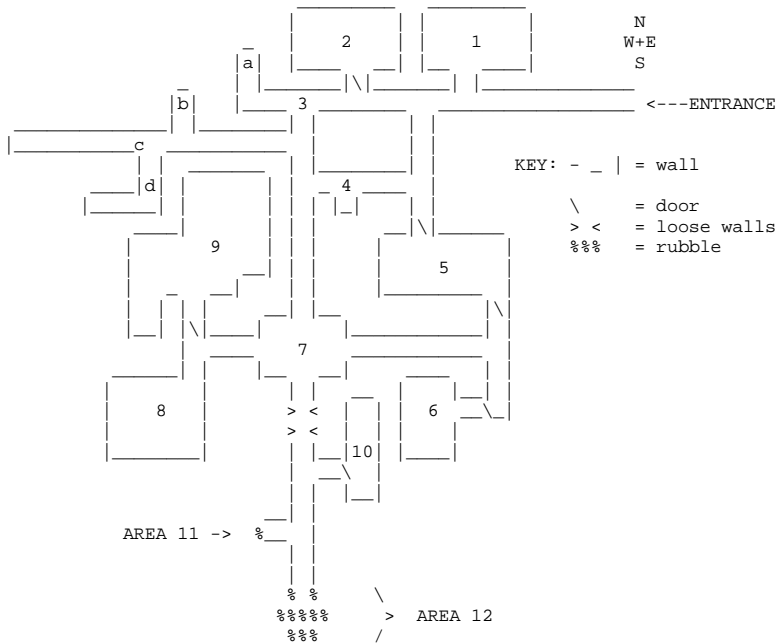 N
2 1 W+E
a S
b 3 <---ENTRANCE
c
KEY: - _ | = wall
d 4
\ = door
> < = loose walls
9 %%% = rubble
5
7
8 > < 6
> <
10
AREA 11 -> %
% % \
%%%%% > AREA 12
%%% /